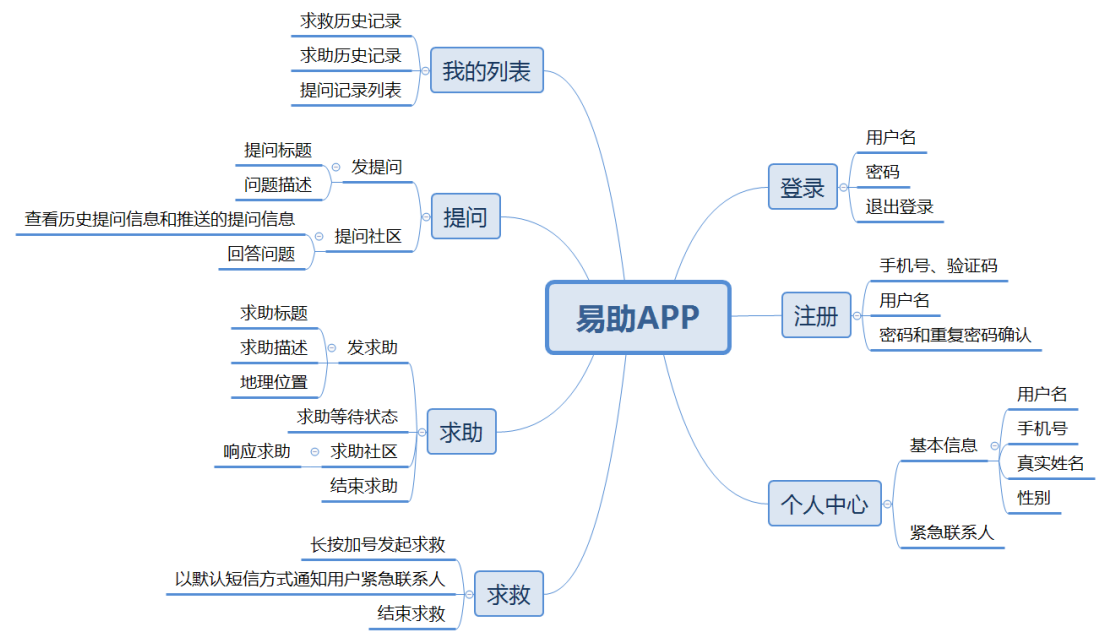 易助APP
我的列表
求救历史记录
求助历史记录
提问记录列表
提问
发提问
提问标题
问题描述
提问社区
查看历史提问信息和推送的提问信息
回答问题
求助
发求助
求助标题
求助描述
地理位置
求助等待状态
求助社区
响应求助
结束求助
求救
长按加号发起求救
以默认短信方式通知用户紧急联系人
结束求救
登录
用户名
密码
退出登录
注册
手机号、验证码
用户名
密码和重复密码确认
个人中心
基本信息
用户名
手机号
真实姓名
性别
紧急联系人